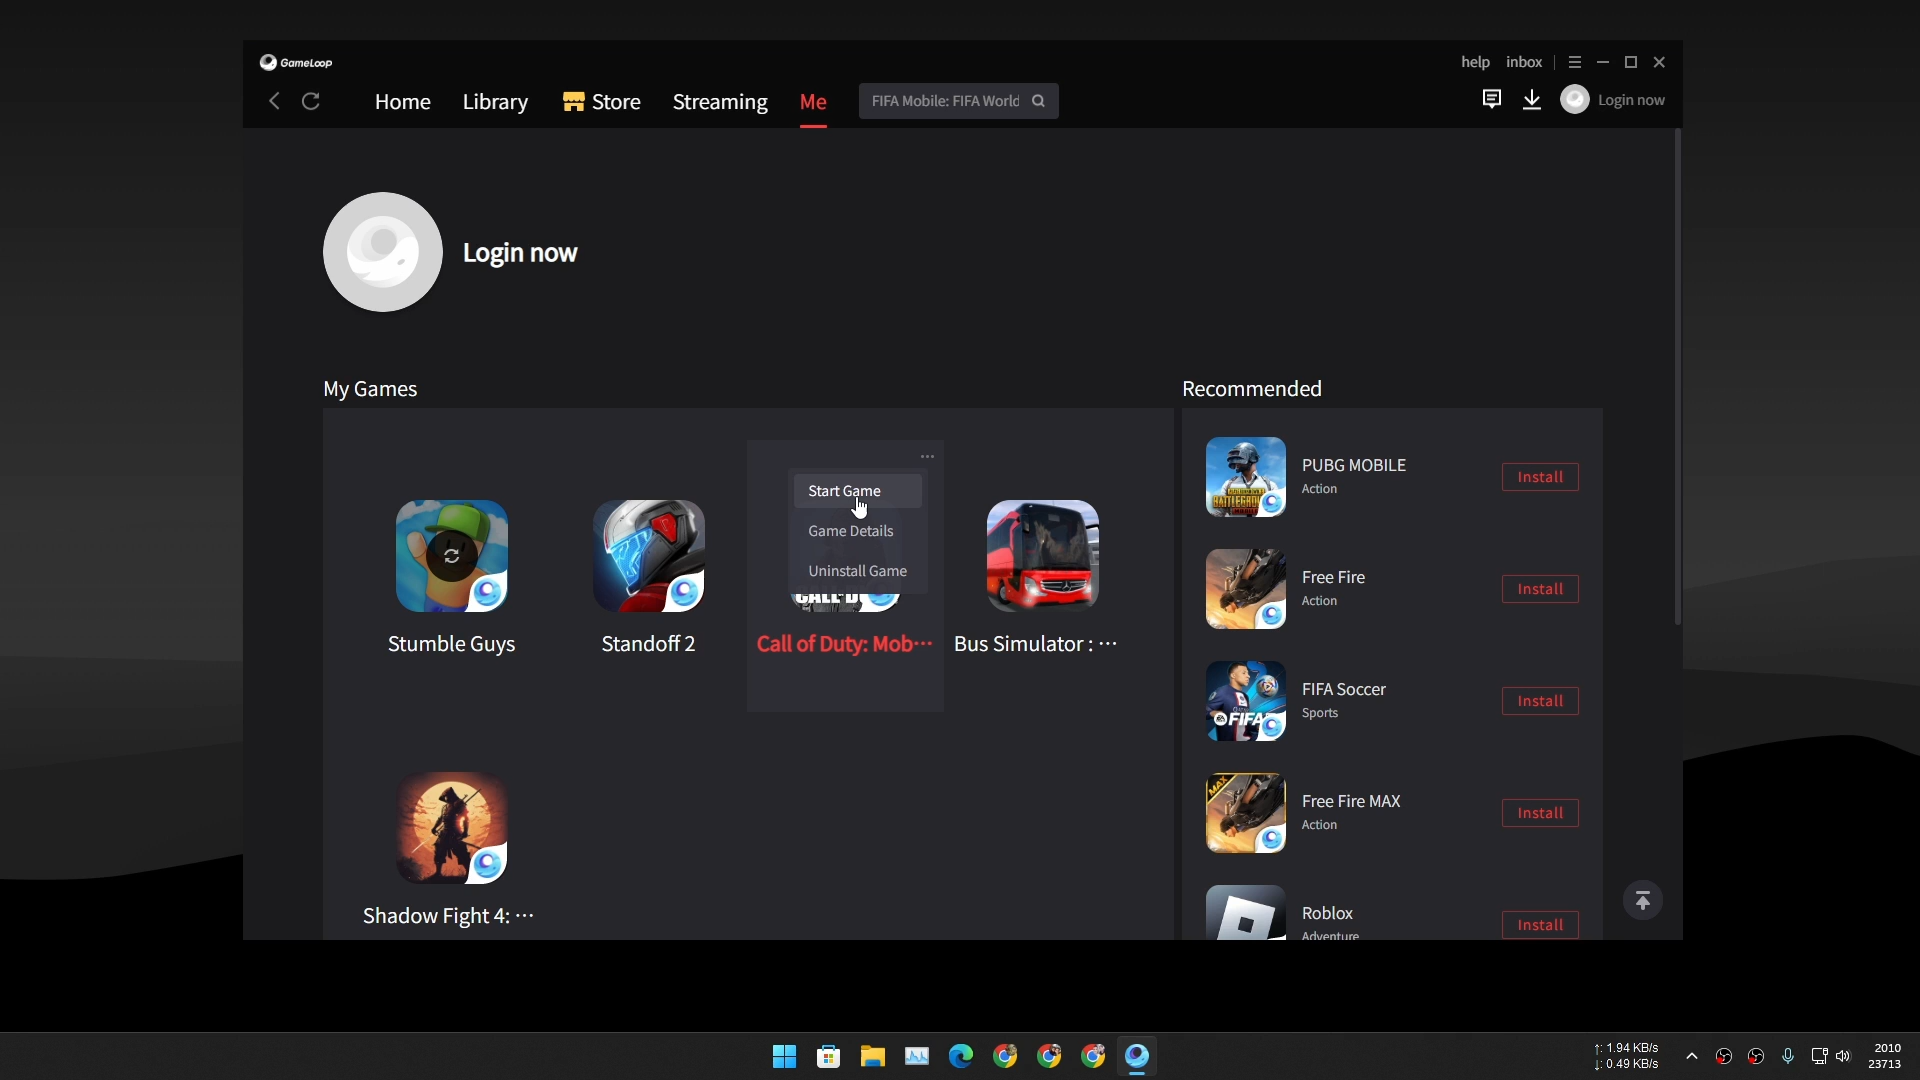 GameLoop
help inbox
Home Library Store Streaming Me FIFA Mobile: FIFA World Login now
Login now
My Games
Recommended
Start Game
Game Details
Uninstall Game
Stumble Guys
Standoff 2
Call of Duty: Mob···
Bus Simulator : ···
Shadow Fight 4: ···
PUBG MOBILE
Action
Install
Free Fire
Action
Install
FIFA
FIFA Soccer
Sports
Install
MAX
Free Fire MAX
Action
Install
Roblox
Adventure
Install
↑: 1.94 KB/s
↓: 0.49 KB/s
2010
23713